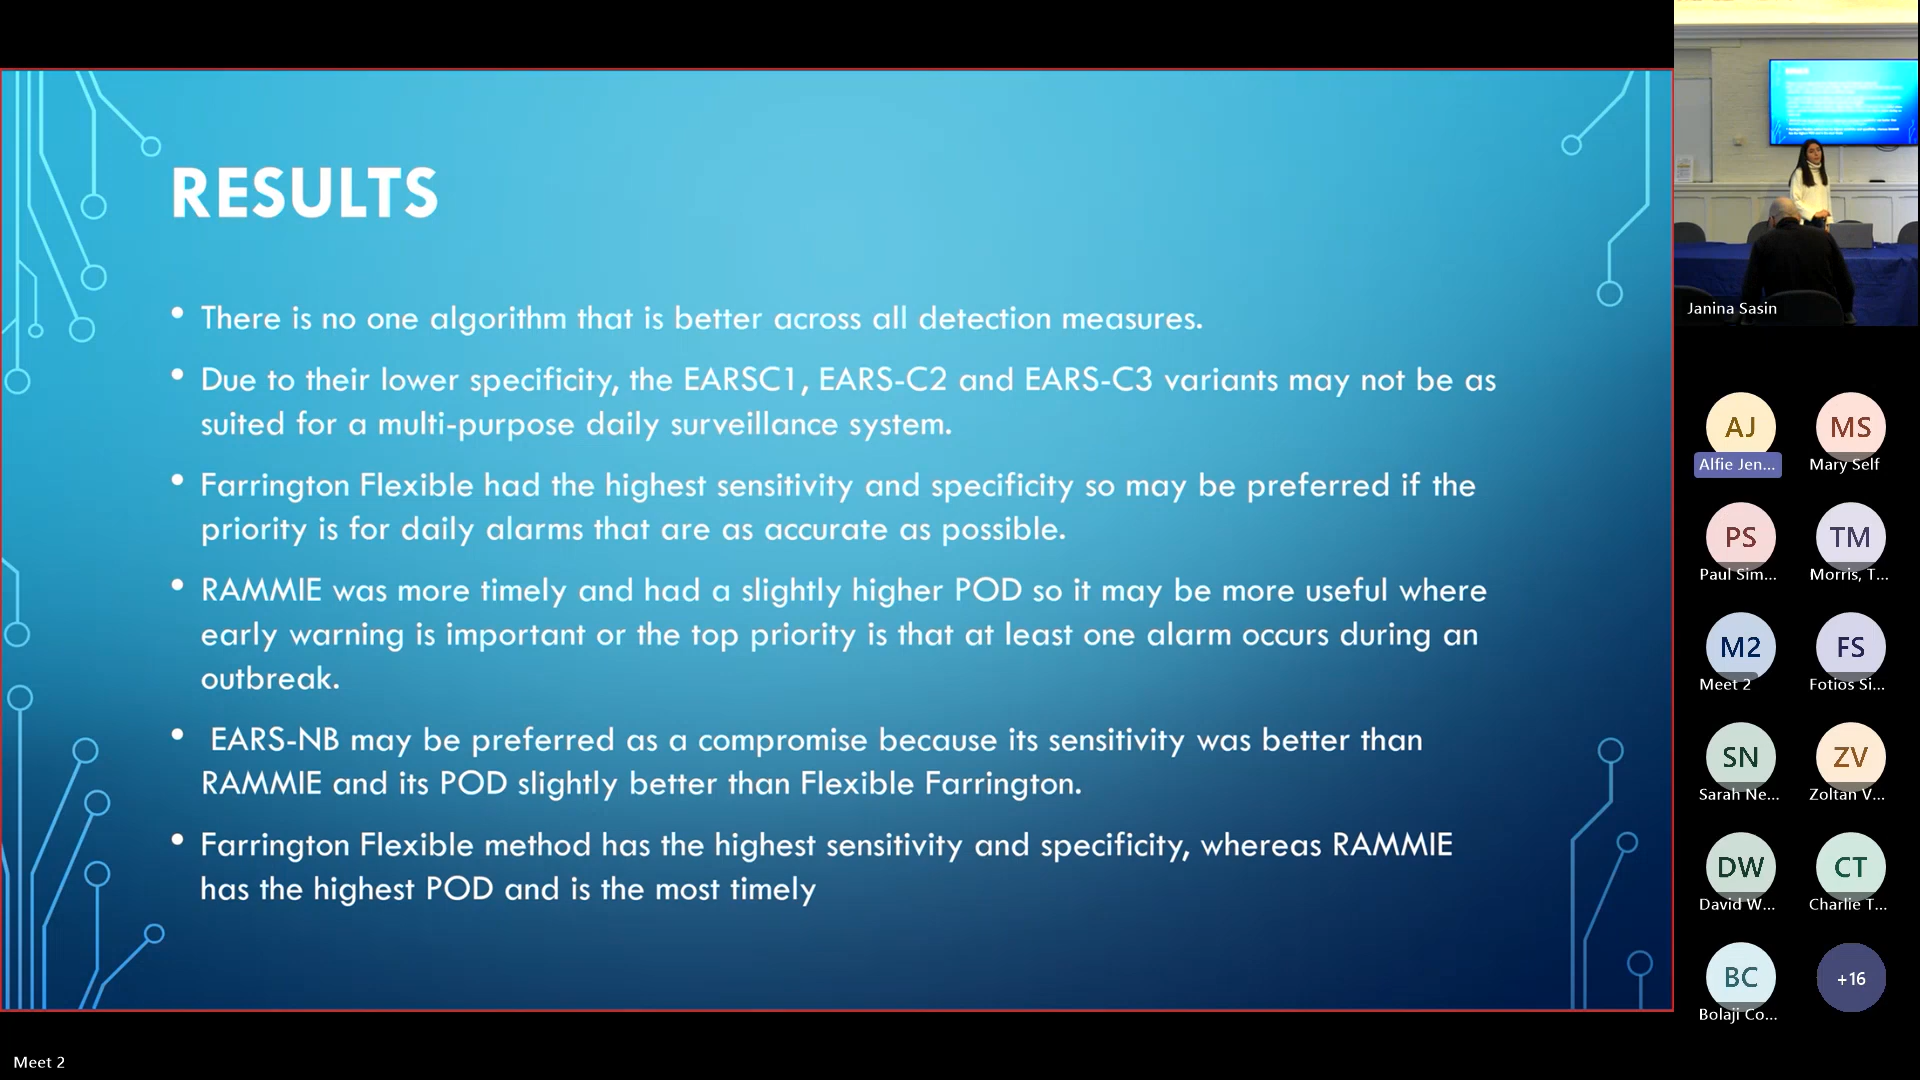 RESULTS
• There is no one algorithm that is better across all detection measures.
• Due to their lower specificity, the EARSC1, EARS-C2 and EARS-C3 variants may not be as
suited for a multi-purpose daily surveillance system.
• Farrington Flexible had the highest sensitivity and specificity so may be preferred if the
priority is for daily alarms that are as accurate as possible.
• RAMMIE was more timely and had a slightly higher POD so it may be more useful where
early warning is important or the top priority is that at least one alarm occurs during an
outbreak.
• EARS-NB may be preferred as a compromise because its sensitivity was better than
RAMMIE and its POD slightly better than Flexible Farrington.
• Farrington Flexible method has the highest sensitivity and specificity, whereas RAMMIE
has the highest POD and is the most timely
Meet 2
Janina Sasin
AJ
Alfie Jen...
MS
Mary Self
PS
Paul Sim...
TM
Morris, T...
M2
Meet 2
FS
Fotios Si...
SN
Sarah Ne...
ZV
Zoltan V...
DW
David W...
CT
Charlie T...
BC
Bolaji Co...
+16